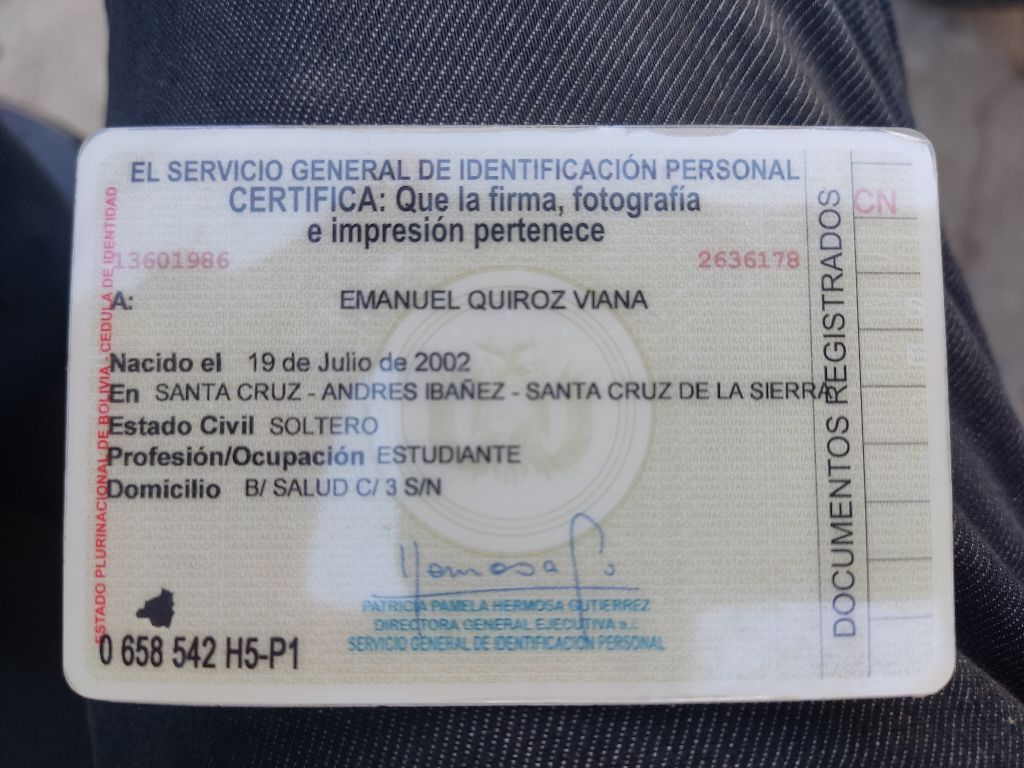 EL SERVICIO GENERAL DE IDENTIFICACIÓN PERSONAL
CERTIFICA: Que la firma, fotografía
e impresión pertenece
13601986
2636178
A: EMANUEL QUIROZ VIANA
Nacido el 19 de Julio de 2002
En SANTA CRUZ - ANDRES IBAÑEZ - SANTA CRUZ DE LA SIERRA
Estado Civil SOLTERO
Profesión/Ocupación ESTUDIANTE
Domicilio B/ SALUD C/ 3 S/N
PATRICIA PAMELA HERMOSA GUTIERREZ
DIRECTORA GENERAL EJECUTIVA a.i.
SERVICIO GENERAL DE IDENTIFICACIÓN PERSONAL
0 658 542 H5-P1
ESTADO PLURINACIONAL DE BOLIVIA - CEDULA DE IDENTIDAD
DOCUMENTOS REGISTRADOS
CN